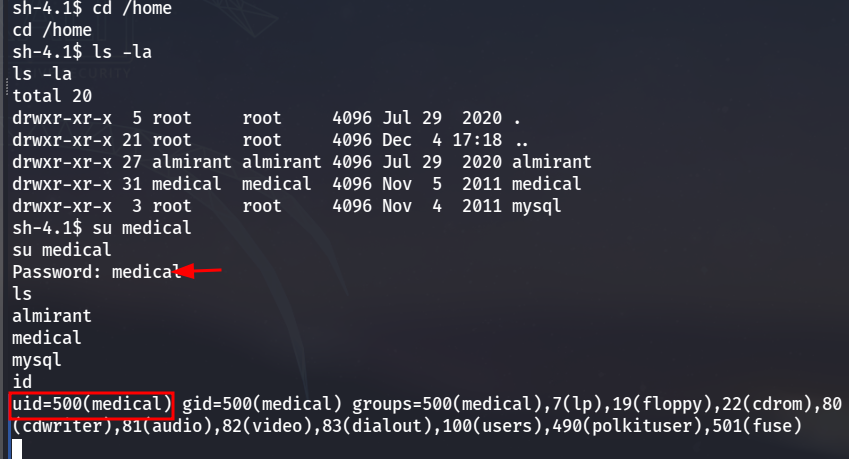 sh-4.1$ cd /home
cd /home
sh-4.1$ ls -la
ls -la
total 20
drwxr-xr-x  5 root     root     4096 Jul 29  2020 .
drwxr-xr-x 21 root     root     4096 Dec  4 17:18 ..
drwxr-xr-x 27 almirant almirant 4096 Jul 29  2020 almirant
drwxr-xr-x 31 medical  medical  4096 Nov  5  2011 medical
drwxr-xr-x  3 root     root     4096 Nov  4  2011 mysql
sh-4.1$ su medical
su medical
Password: medical
ls
almirant
medical
mysql
id
uid=500(medical) gid=500(medical) groups=500(medical),7(lp),19(floppy),22(cdrom),80
(cdwriter),81(audio),82(video),83(dialout),100(users),490(polkituser),501(fuse)